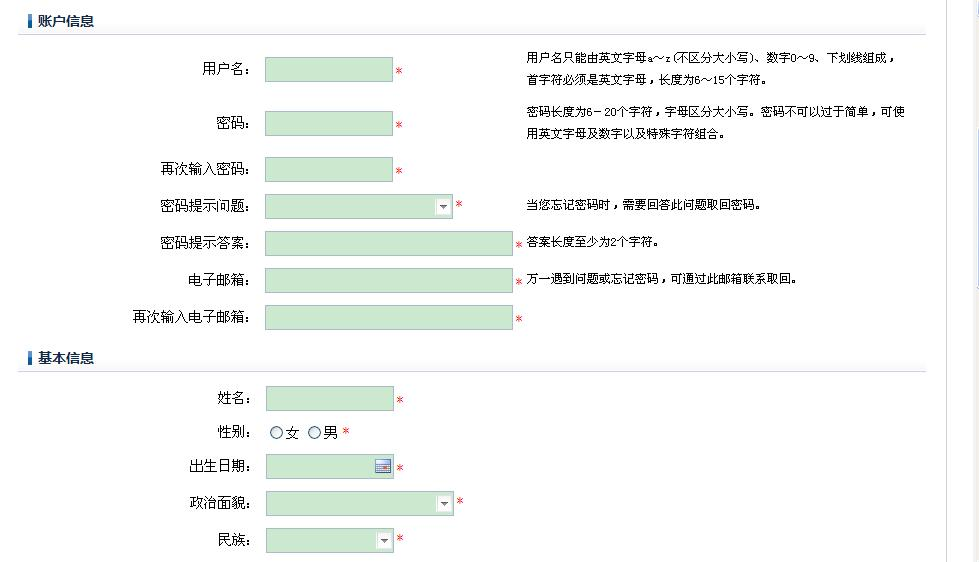 账户信息
用户名： * 用户名只能由英文字母a～z(不区分大小写)、数字0～9、下划线组成，
首字符必须是英文字母，长度为6～15个字符。
密码： * 密码长度为6－20个字符，字母区分大小写。密码不可以过于简单，可使
用英文字母及数字以及特殊字符组合。
再次输入密码： *
密码提示问题： * 当您忘记密码时，需要回答此问题取回密码。
密码提示答案： * 答案长度至少为2个字符。
电子邮箱： * 万一遇到问题或忘记密码，可通过此邮箱联系取回。
再次输入电子邮箱： *
基本信息
姓名： *
性别： 女 男 *
出生日期： *
政治面貌： *
民族： *